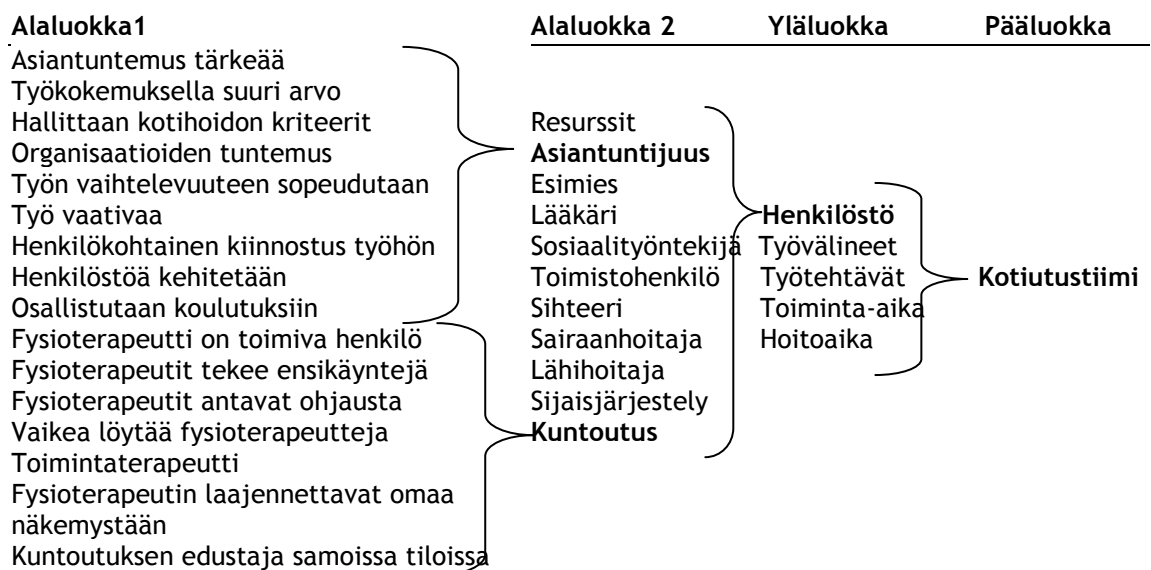 Alaluokka1 Alaluokka 2 Yläluokka Pääluokka
Asiantuntemus tärkeää
Työkokemuksella suuri arvo
Hallittaan kotihoidon kriteerit Resurssit
Organisaatioiden tuntemus Asiantuntijuus
Työn vaihtelevuuteen sopeudutaan Esimies
Työ vaativaa Lääkäri Henkilöstö
Henkilökohtainen kiinnostus työhön Sosiaalityöntekijä Työvälineet
Henkilöstöä kehitetään Toimistohenkilö Työtehtävät Kotiutustiimi
Osallistutaan koulutuksiin Sihteeri Toiminta-aika
Fysioterapeutti on toimiva henkilö Sairaanhoitaja Hoitoaika
Fysioterapeutit tekee ensikäyntejä Lähihoitaja
Fysioterapeutit antavat ohjausta Sijaisjärjestely
Vaikea löytää fysioterapeutteja Kuntoutus
Toimintaterapeutti
Fysioterapeutin laajennettavat omaa
näkemystään
Kuntoutuksen edustaja samoissa tiloissa